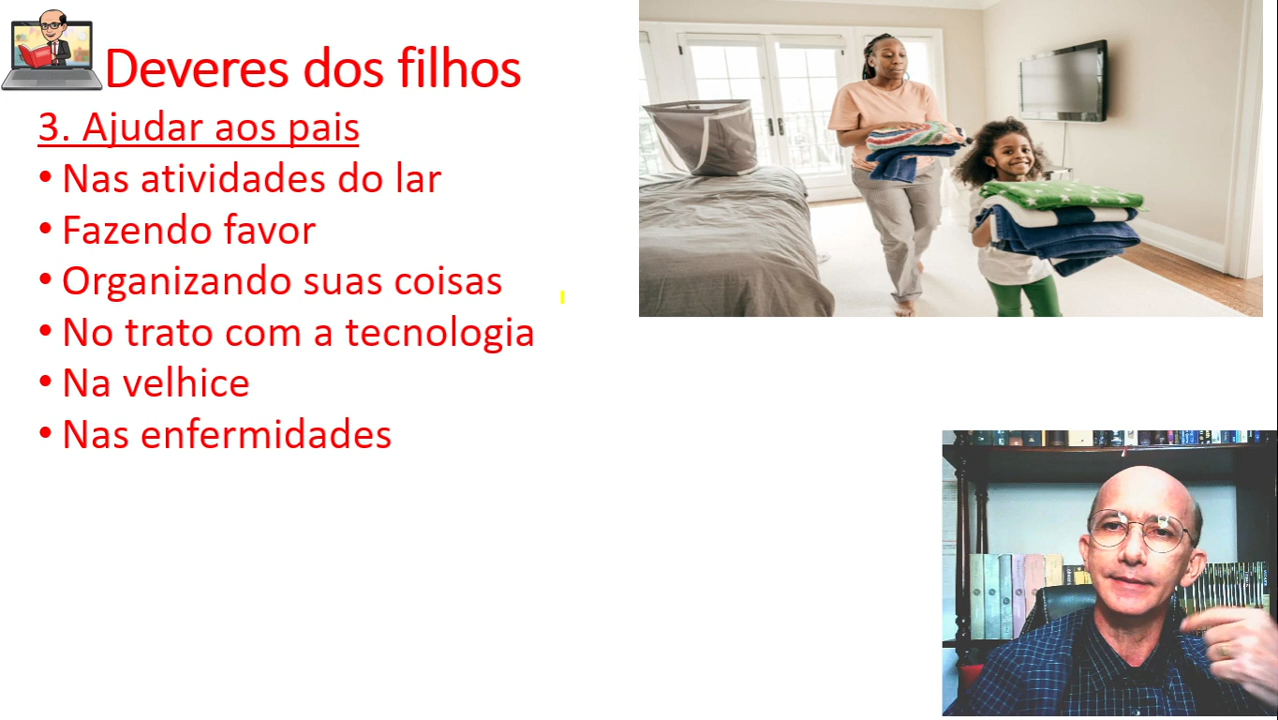 Deveres dos filhos
3. Ajudar aos pais
• Nas atividades do lar
• Fazendo favor
• Organizando suas coisas
• No trato com a tecnologia
• Na velhice
• Nas enfermidades